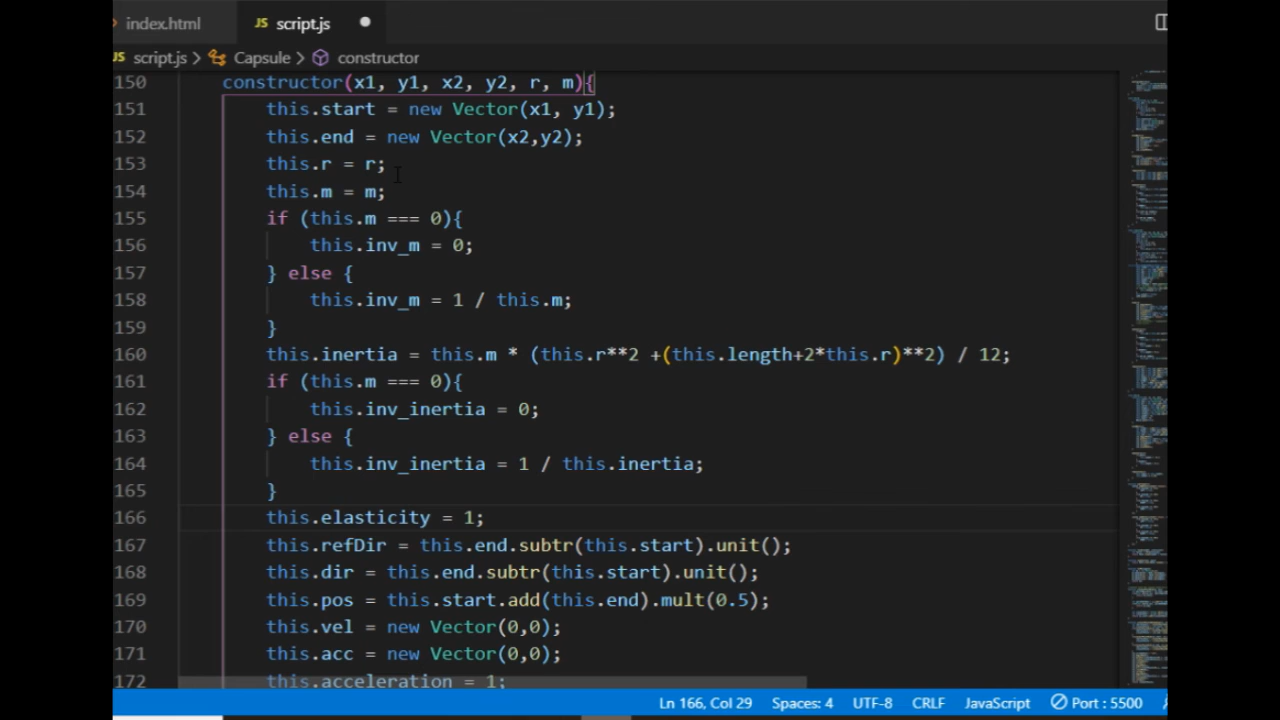 index.html
JS script.js
JS script.js > Capsule > constructor
150 constructor(x1, y1, x2, y2, r, m){
151 this.start = new Vector(x1, y1);
152 this.end = new Vector(x2,y2);
153 this.r = r;
154 this.m = m;
155 if (this.m === 0){
156 this.inv_m = 0;
157 } else {
158 this.inv_m = 1 / this.m;
159 }
160 this.inertia = this.m * (this.r**2 +(this.length+2*this.r)**2) / 12;
161 if (this.m === 0){
162 this.inv_inertia = 0;
163 } else {
164 this.inv_inertia = 1 / this.inertia;
165 }
166 this.elasticity = 1;
167 this.refDir = this.end.subtr(this.start).unit();
168 this.dir = this.end.subtr(this.start).unit();
169 this.pos = this.start.add(this.end).mult(0.5);
170 this.vel = new Vector(0,0);
171 this.acc = new Vector(0,0);
172 this.acceleration = 1;
Ln 166, Col 29 Spaces: 4 UTF-8 CRLF JavaScript Port : 5500